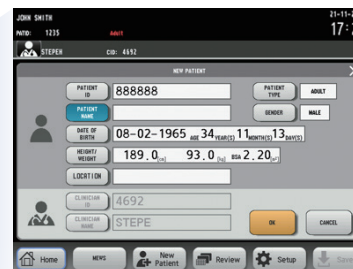 JOHN SMITH 21-11-2
PATID: 1235 Adult 17:
STEPEN CID: 4692
NEW PATIENT
PATIENT ID 888888 PATIENT TYPE ADULT
PATIENT NAME GENDER MALE
DATE OF BIRTH 08-02-1965 AGE 34 YEAR(S) 11 MONTH(S) 13 DAY(S)
HEIGHT/ WEIGHT 189.0 [cm] 93.0 [kg] BSA 2.20 [m²]
LOCATION
CLINICIAN ID 4692
CLINICIAN NAME STEPE OK CANCEL
Home NEWS New Patient Review Setup Save